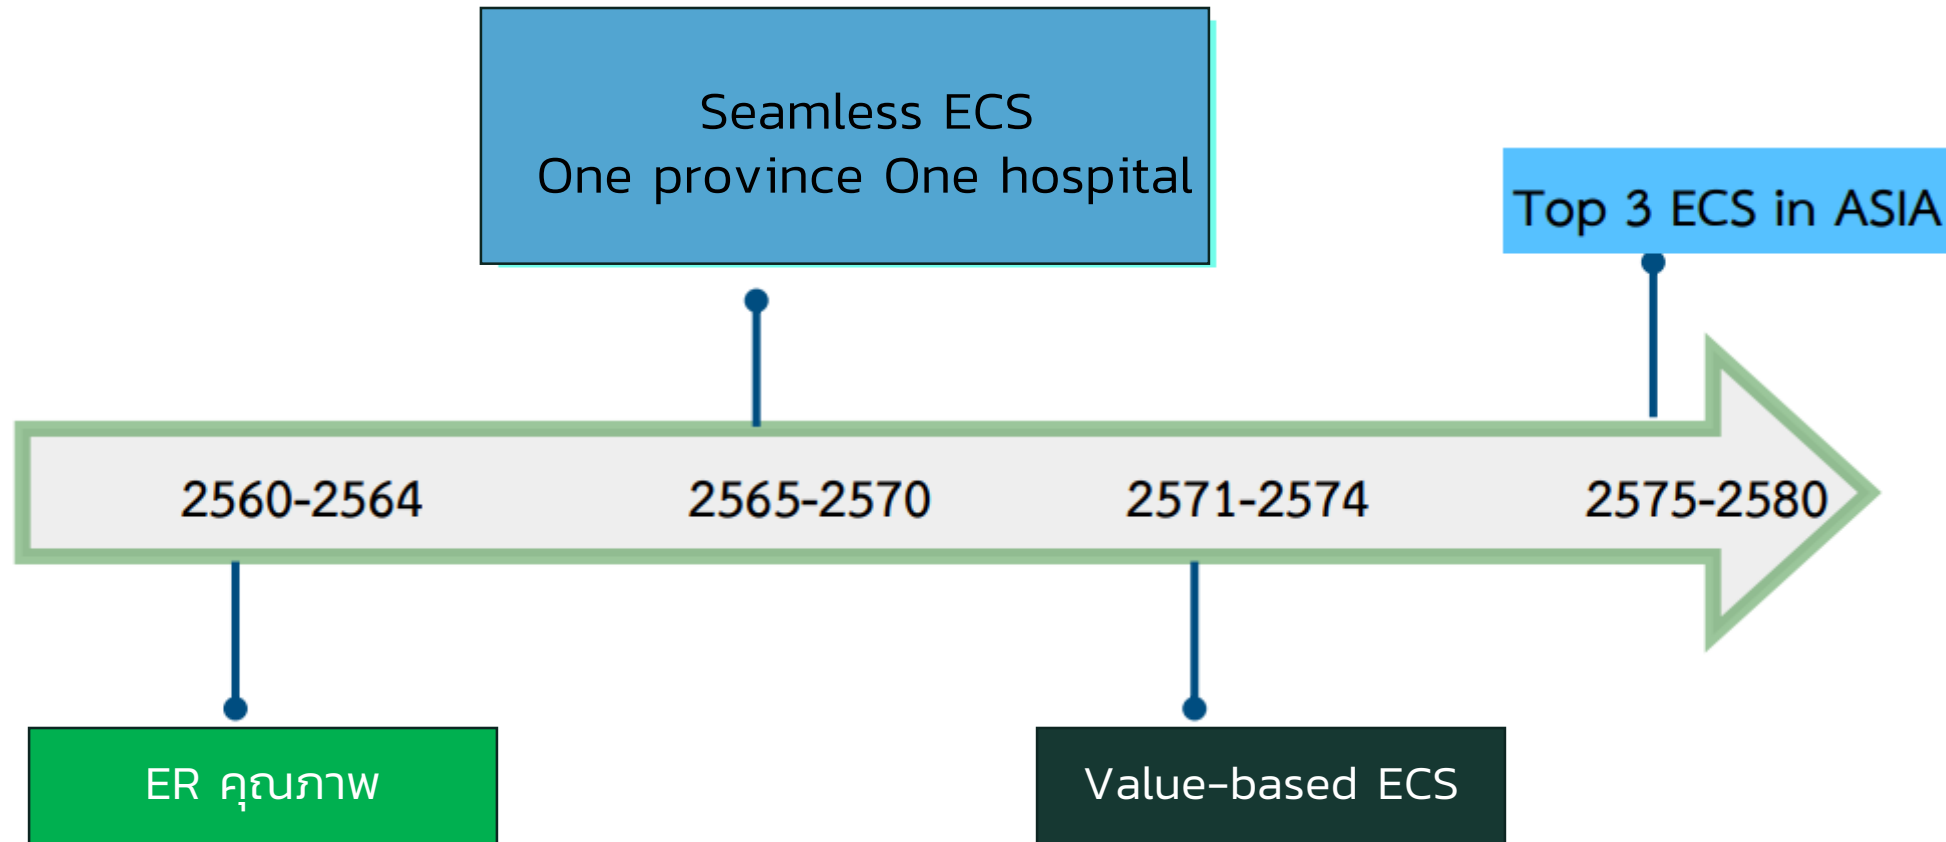 Seamless ECS
One province One hospital
Top 3 ECS in ASIA
2560-2564
2565-2570
2571-2574
2575-2580
ER คุณภาพ
Value-based ECS